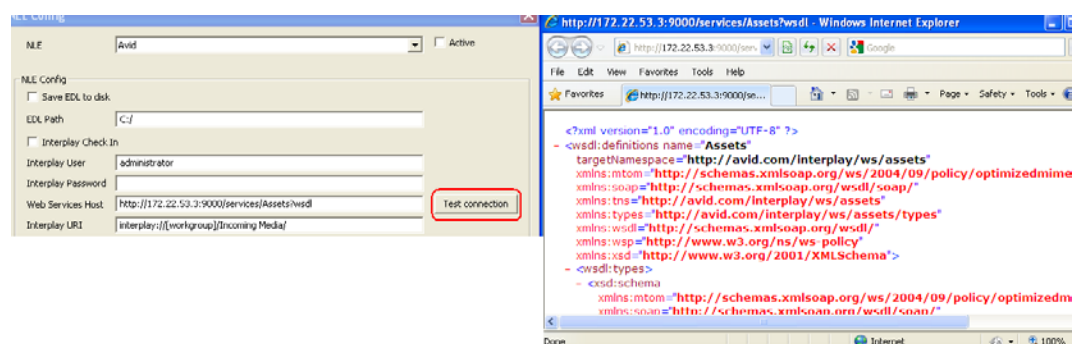 NLE Config
NLE
Avid
Active
NLE Config
Save EDL to disk
EDL Path
C:/
Interplay Check In
Interplay User
administrator
Interplay Password
Web Services Host
http://172.22.53.3:9000/services/Assets?wsdl
Test connection
Interplay URI
interplay://[workgroup]/Incoming Media/
http://172.22.53.3:9000/services/Assets?wsdl - Windows Internet Explorer
http://172.22.53.3:9000/serv
Google
File Edit View Favorites Tools Help
Favorites
http://172.22.53.3:9000/se...
Page Safety Tools
<?xml version="1.0" encoding="UTF-8" ?>
- <wsdl:definitions name="Assets"
targetNamespace="http://avid.com/interplay/ws/assets"
xmlns:mtom="http://schemas.xmlsoap.org/ws/2004/09/policy/optimizedmime
xmlns:soap="http://schemas.xmlsoap.org/wsdl/soap/"
xmlns:tns="http://avid.com/interplay/ws/assets"
xmlns:types="http://avid.com/interplay/ws/assets/types"
xmlns:wsdl="http://schemas.xmlsoap.org/wsdl/"
xmlns:wsp="http://www.w3.org/ns/ws-policy"
xmlns:xsd="http://www.w3.org/2001/XMLSchema">
- <wsdl:types>
- <xsd:schema
xmlns:mtom="http://schemas.xmlsoap.org/ws/2004/09/policy/optimizedm
xmlns:soap="http://schemas.xmlsoap.org/wsdl/soap/"
Done
Internet
100%